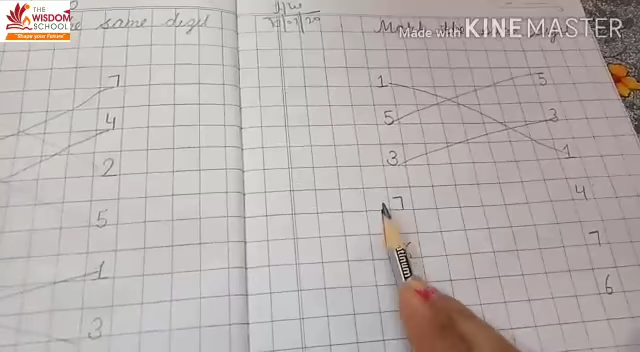 THE
WISDOM
SCHOOL
"Shape your Future"
same digit
7
4
2
5
1
3
Made with KINEMASTER
1 5
5 3
3 1
7 4
7
6